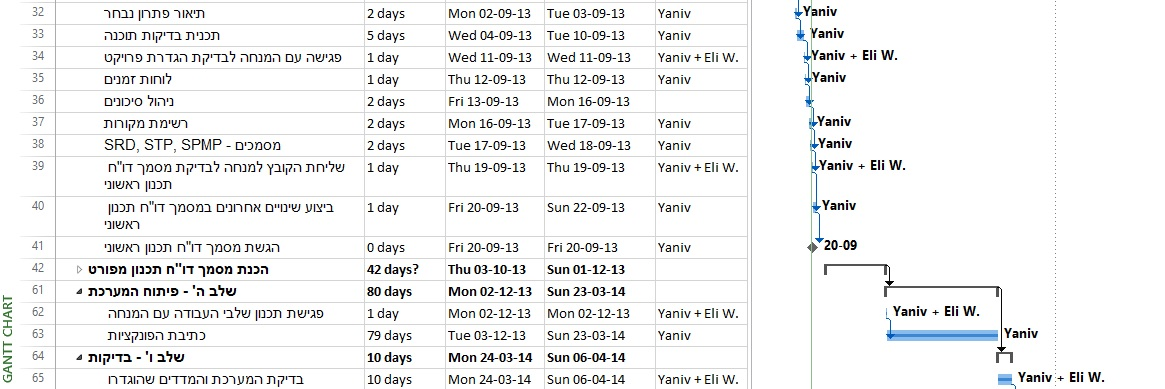 32 תיאור פתרון נבחר 2 days Mon 02-09-13 Tue 03-09-13 Yaniv Yaniv
33 תכנית בדיקות תוכנה 5 days Wed 04-09-13 Tue 10-09-13 Yaniv Yaniv
34 פגישה עם המנחה לבדיקת הגדרת פרויקט 1 day Wed 11-09-13 Wed 11-09-13 Yaniv + Eli W. Yaniv + Eli W.
35 לוחות זמנים 1 day Thu 12-09-13 Thu 12-09-13 Yaniv Yaniv
36 ניהול סיכונים 2 days Fri 13-09-13 Mon 16-09-13
37 רשימת מקורות 2 days Mon 16-09-13 Tue 17-09-13 Yaniv Yaniv
38 מסמכים - SRD, STP, SPMP 2 days Tue 17-09-13 Wed 18-09-13 Yaniv Yaniv
39 שליחת הקובץ למנחה לבדיקת מסמך דו"ח 1 day Thu 19-09-13 Thu 19-09-13 Yaniv + Eli W. Yaniv + Eli W.
תכנון ראשוני
40 ביצוע שינויים אחרונים במסמך דו"ח תכנון 1 day Fri 20-09-13 Sun 22-09-13 Yaniv Yaniv
ראשוני
41 הגשת מסמך דו"ח תכנון ראשוני 0 days Fri 20-09-13 Fri 20-09-13 Yaniv 20-09
42 הכנת מסמך דו"ח תכנון מפורט 42 days? Thu 03-10-13 Sun 01-12-13
61 שלב ה' - פיתוח המערכת 80 days Mon 02-12-13 Sun 23-03-14
62 פגישת תכנון שלבי העבודה עם המנחה 1 day Mon 02-12-13 Mon 02-12-13 Yaniv + Eli W. Yaniv + Eli W.
63 כתיבת הפונקציות 79 days Tue 03-12-13 Sun 23-03-14 Yaniv Yaniv
64 שלב ו' - בדיקות 10 days Mon 24-03-14 Sun 06-04-14
65 בדיקת המערכת והמדדים שהוגדרו 10 days Mon 24-03-14 Sun 06-04-14 Yaniv + Eli W. Yaniv + Eli W.
GANTT CHART